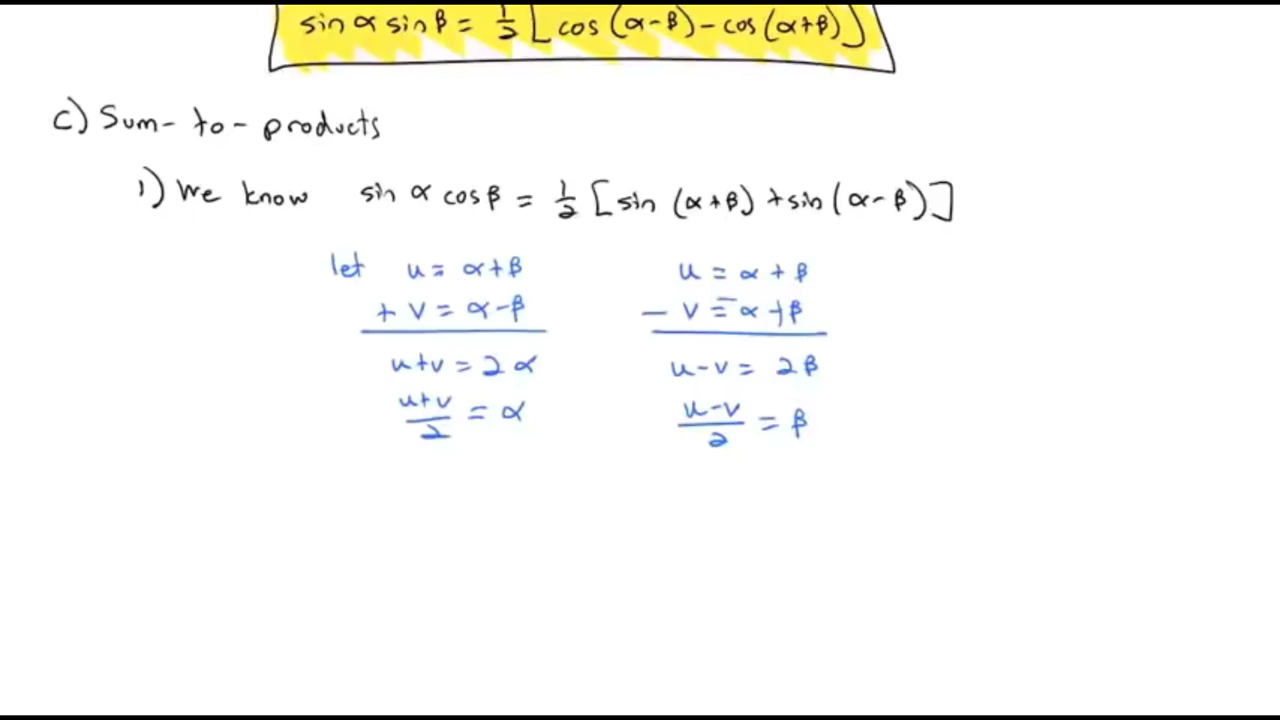 sin α sin β = 1/2 [ cos (α-β) - cos (α+β) ]
c) Sum-to-products
1) We know sin α cos β = 1/2 [ sin (α+β) + sin (α-β) ]
let u = α+β
+ v = α-β
u+v = 2α
u+v/2 = α
u = α + β
- v = -α + β
u-v = 2β
u-v/2 = β